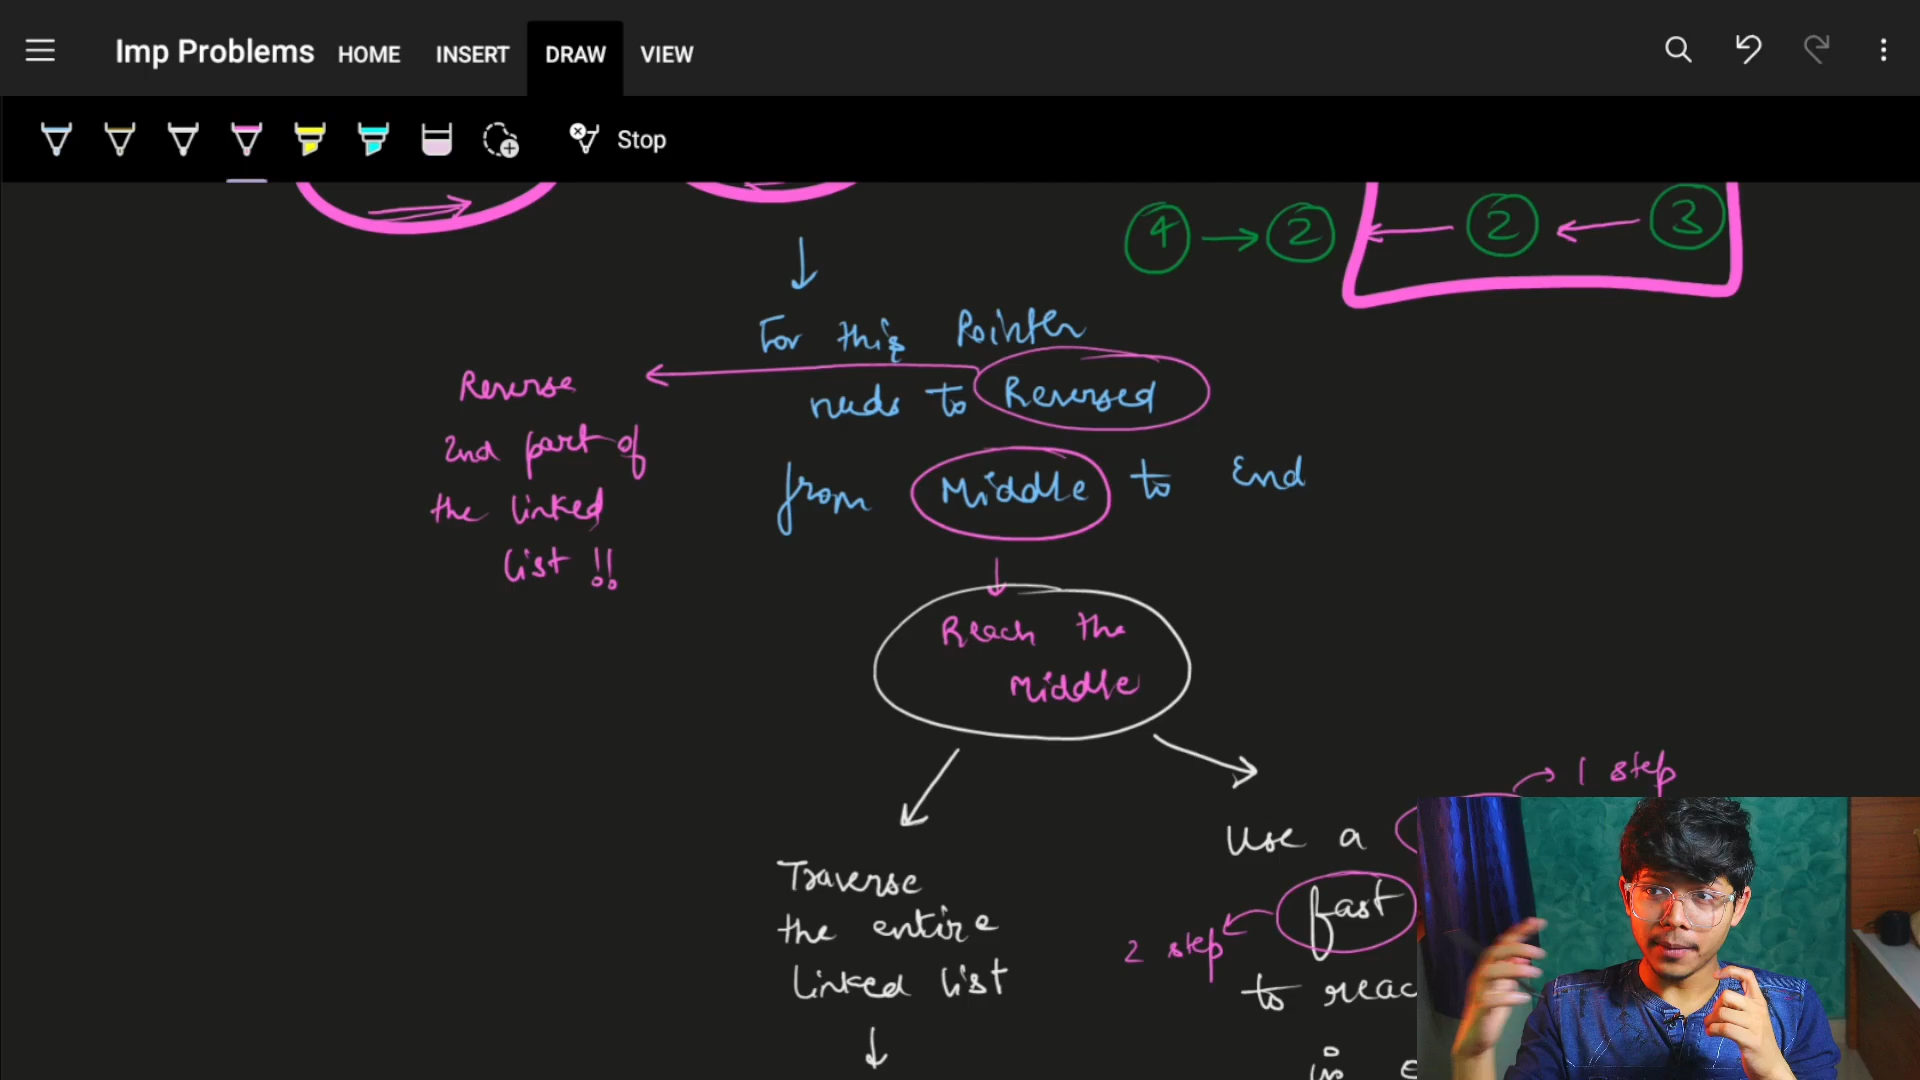 Imp Problems HOME INSERT DRAW VIEW
Stop
4 → 2 ← 2 ← 3
For this Pointer
needs to Reversed
from Middle to End
Reverse
2nd part of
the linked
list !!
Reach the
Middle
1 step
Use a
fast
2 step
to reac
in
Traverse
the entire
linked list